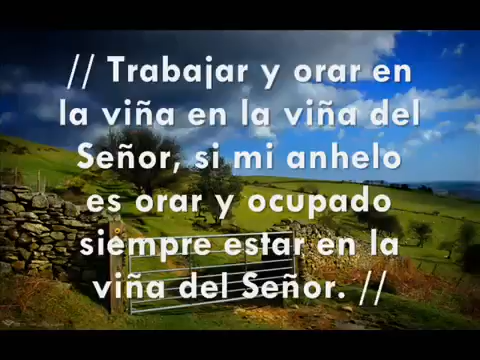 // Trabajar y orar en
la viña en la viña del
Señor, si mi anhelo
es orar y ocupado
siempre estar en la
viña del Señor. //